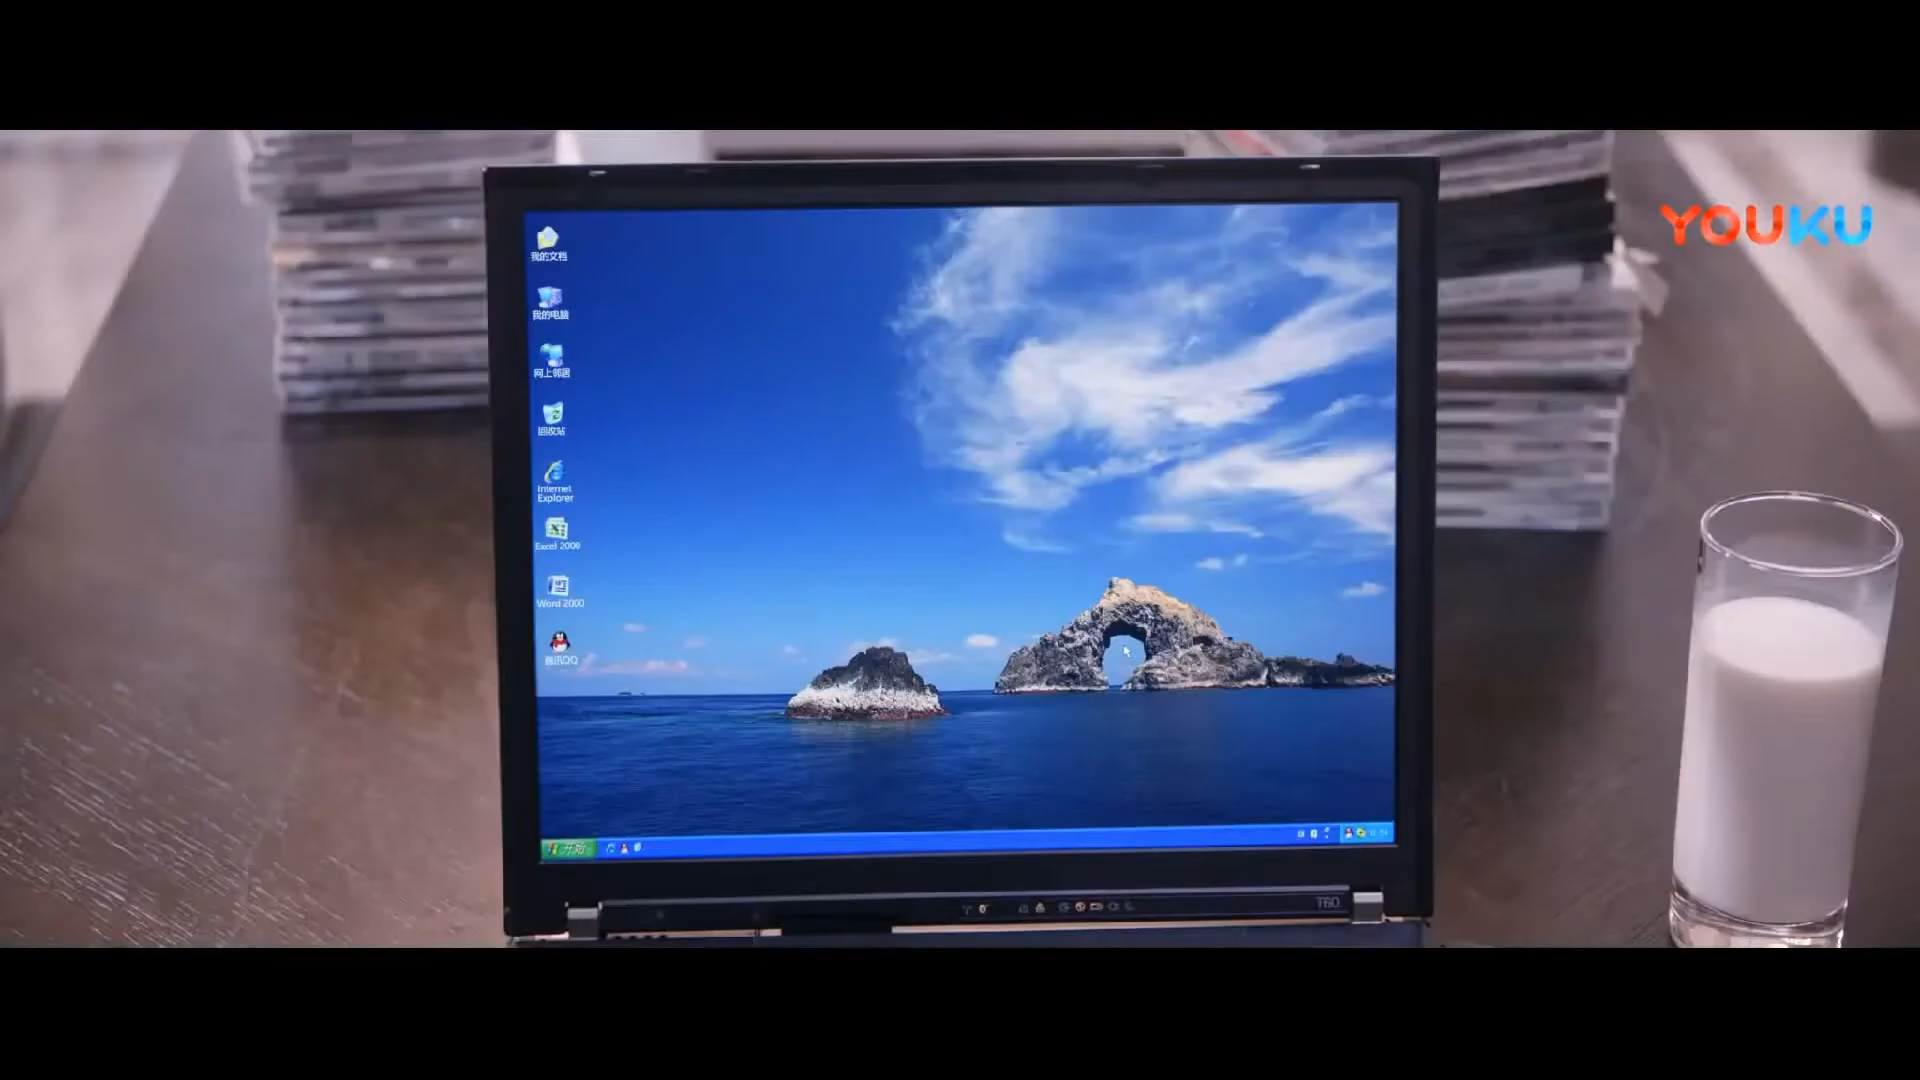 YOUKU
我的文档
我的电脑
网上邻居
回收站
Internet
Explorer
Excel 2000
Word 2000
腾讯QQ
开始
T60